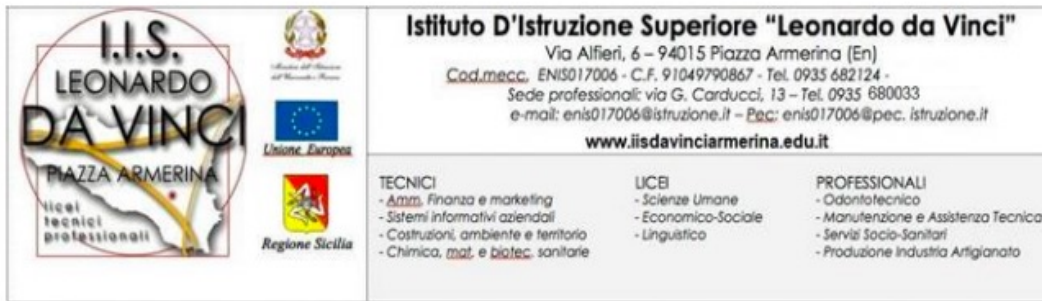 I.I.S.
LEONARDO
DA VINCI
PIAZZA ARMERINA
licei
tecnici
professionali
Unione Europea
Regione Sicilia
Istituto D'Istruzione Superiore "Leonardo da Vinci"
Via Alfieri, 6 – 94015 Piazza Armerina (En)
Cod.mecc. ENIS017006 - C.F. 91049790867 - Tel. 0935 682124 -
Sede professionali: via G. Carducci, 13 – Tel. 0935 680033
e-mail: enis017006@istruzione.it – Pec: enis017006@pec. istruzione.it
www.iisdavinciarmerina.edu.it
TECNICI
- Amm. Finanza e marketing
- Sistemi informativi aziendali
- Costruzioni, ambiente e territorio
- Chimica, mat. e biotec. sanitarie
LICEI
- Scienze Umane
- Economico-Sociale
- Linguistico
PROFESSIONALI
- Odontotecnico
- Manutenzione e Assistenza Tecnica
- Servizi Socio-Sanitari
- Produzione Industria Artigianato